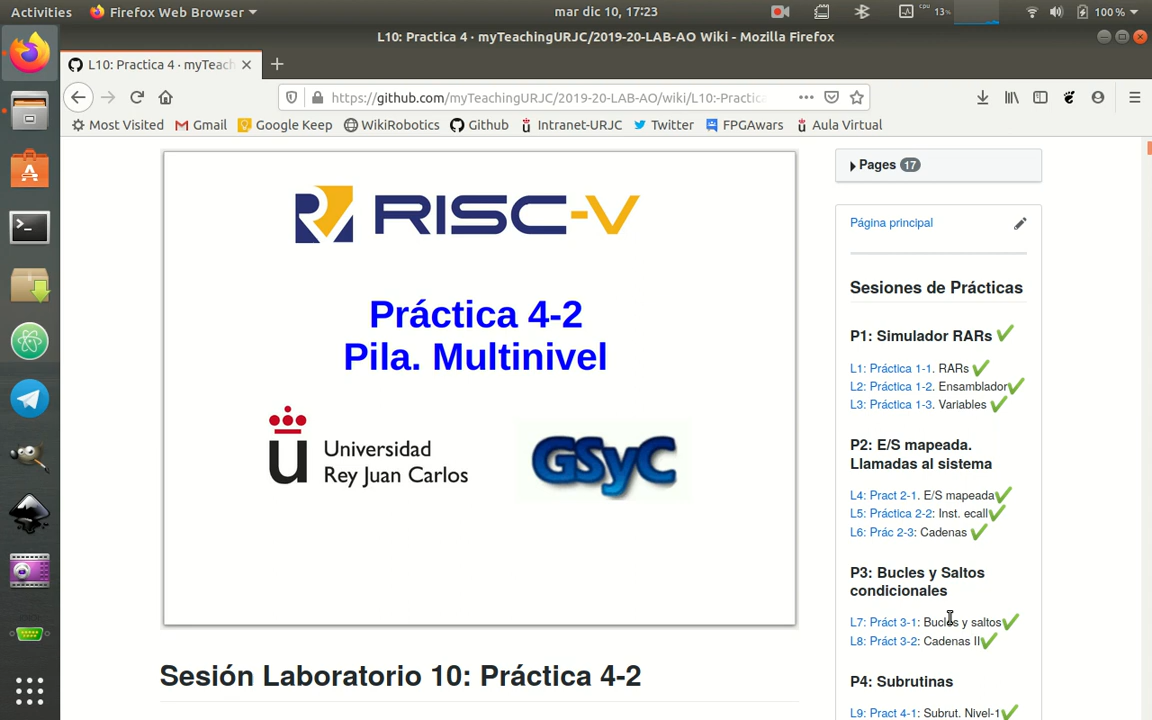 Activities
Firefox Web Browser
mar dic 10, 17:23
cpu 13%
100 %
L10: Practica 4 · myTeachingURJC/2019-20-LAB-AO Wiki - Mozilla Firefox
L10: Practica 4 · myTeach
https://github.com/myTeachingURJC/2019-20-LAB-AO/wiki/L10:-Practica
Most Visited
Gmail
Google Keep
WikiRobotics
Github
Intranet-URJC
Twitter
FPGAwars
Aula Virtual
RISC-V
Práctica 4-2
Pila. Multinivel
Universidad
Rey Juan Carlos
GSyC
Sesión Laboratorio 10: Práctica 4-2
Pages 17
Página principal
Sesiones de Prácticas
P1: Simulador RARs
L1: Práctica 1-1. RARs
L2: Práctica 1-2. Ensamblador
L3: Práctica 1-3. Variables
P2: E/S mapeada.
Llamadas al sistema
L4: Pract 2-1. E/S mapeada
L5: Práctica 2-2: Inst. ecall
L6: Prác 2-3: Cadenas
P3: Bucles y Saltos
condicionales
L7: Práct 3-1: Bucles y saltos
L8: Práct 3-2: Cadenas II
P4: Subrutinas
L9: Pract 4-1: Subrut. Nivel-1